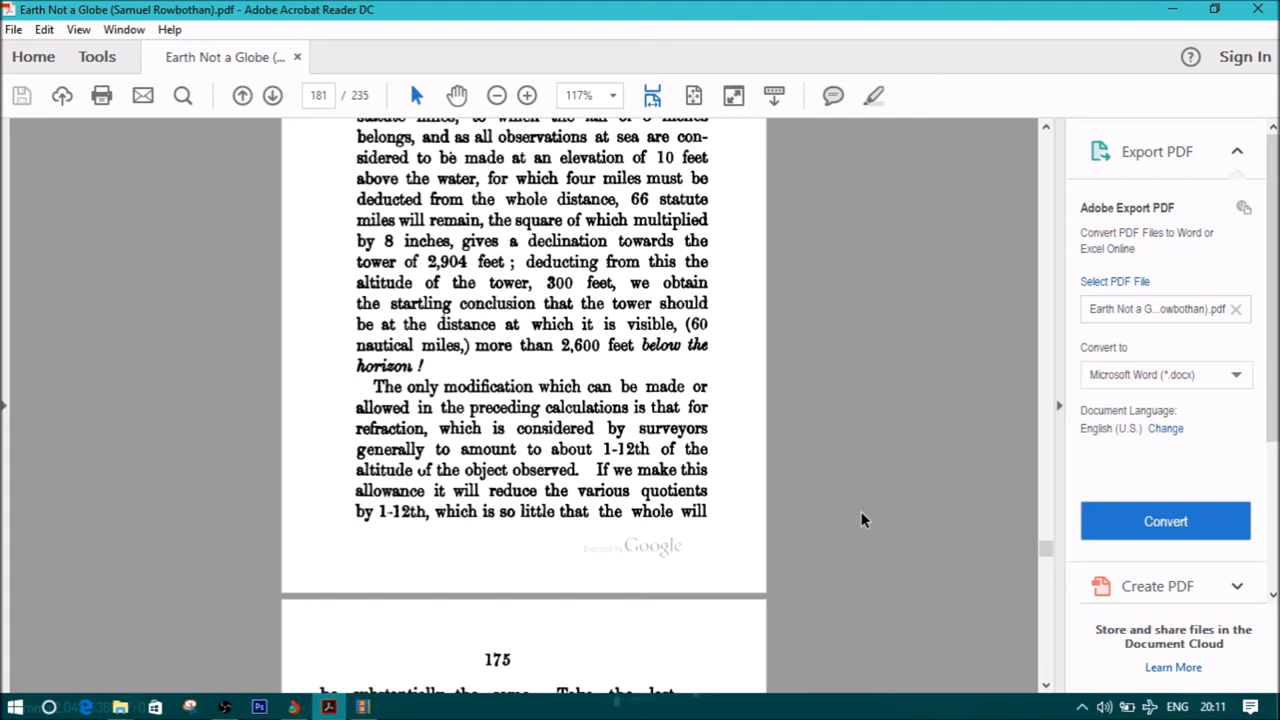 Earth Not a Globe (Samuel Rowbothan).pdf - Adobe Acrobat Reader DC
File Edit View Window Help
Home Tools Earth Not a Globe (... × Sign In
181 / 235 117%
belongs, and as all observations at sea are con-
sidered to be made at an elevation of 10 feet
above the water, for which four miles must be
deducted from the whole distance, 66 statute
miles will remain, the square of which multiplied
by 8 inches, gives a declination towards the
tower of 2,904 feet ; deducting from this the
altitude of the tower, 300 feet, we obtain
the startling conclusion that the tower should
be at the distance at which it is visible, (60
nautical miles,) more than 2,600 feet below the
horizon !
The only modification which can be made or
allowed in the preceding calculations is that for
refraction, which is considered by surveyors
generally to amount to about 1-12th of the
altitude of the object observed. If we make this
allowance it will reduce the various quotients
by 1-12th, which is so little that the whole will
Digitized by Google
175
Export PDF
Adobe Export PDF
Convert PDF Files to Word or
Excel Online
Select PDF File
Earth Not a G...owbothan).pdf ×
Convert to
Microsoft Word (*.docx)
Document Language:
English (U.S.) Change
Convert
Create PDF
Store and share files in the
Document Cloud
Learn More
ENG 20:11